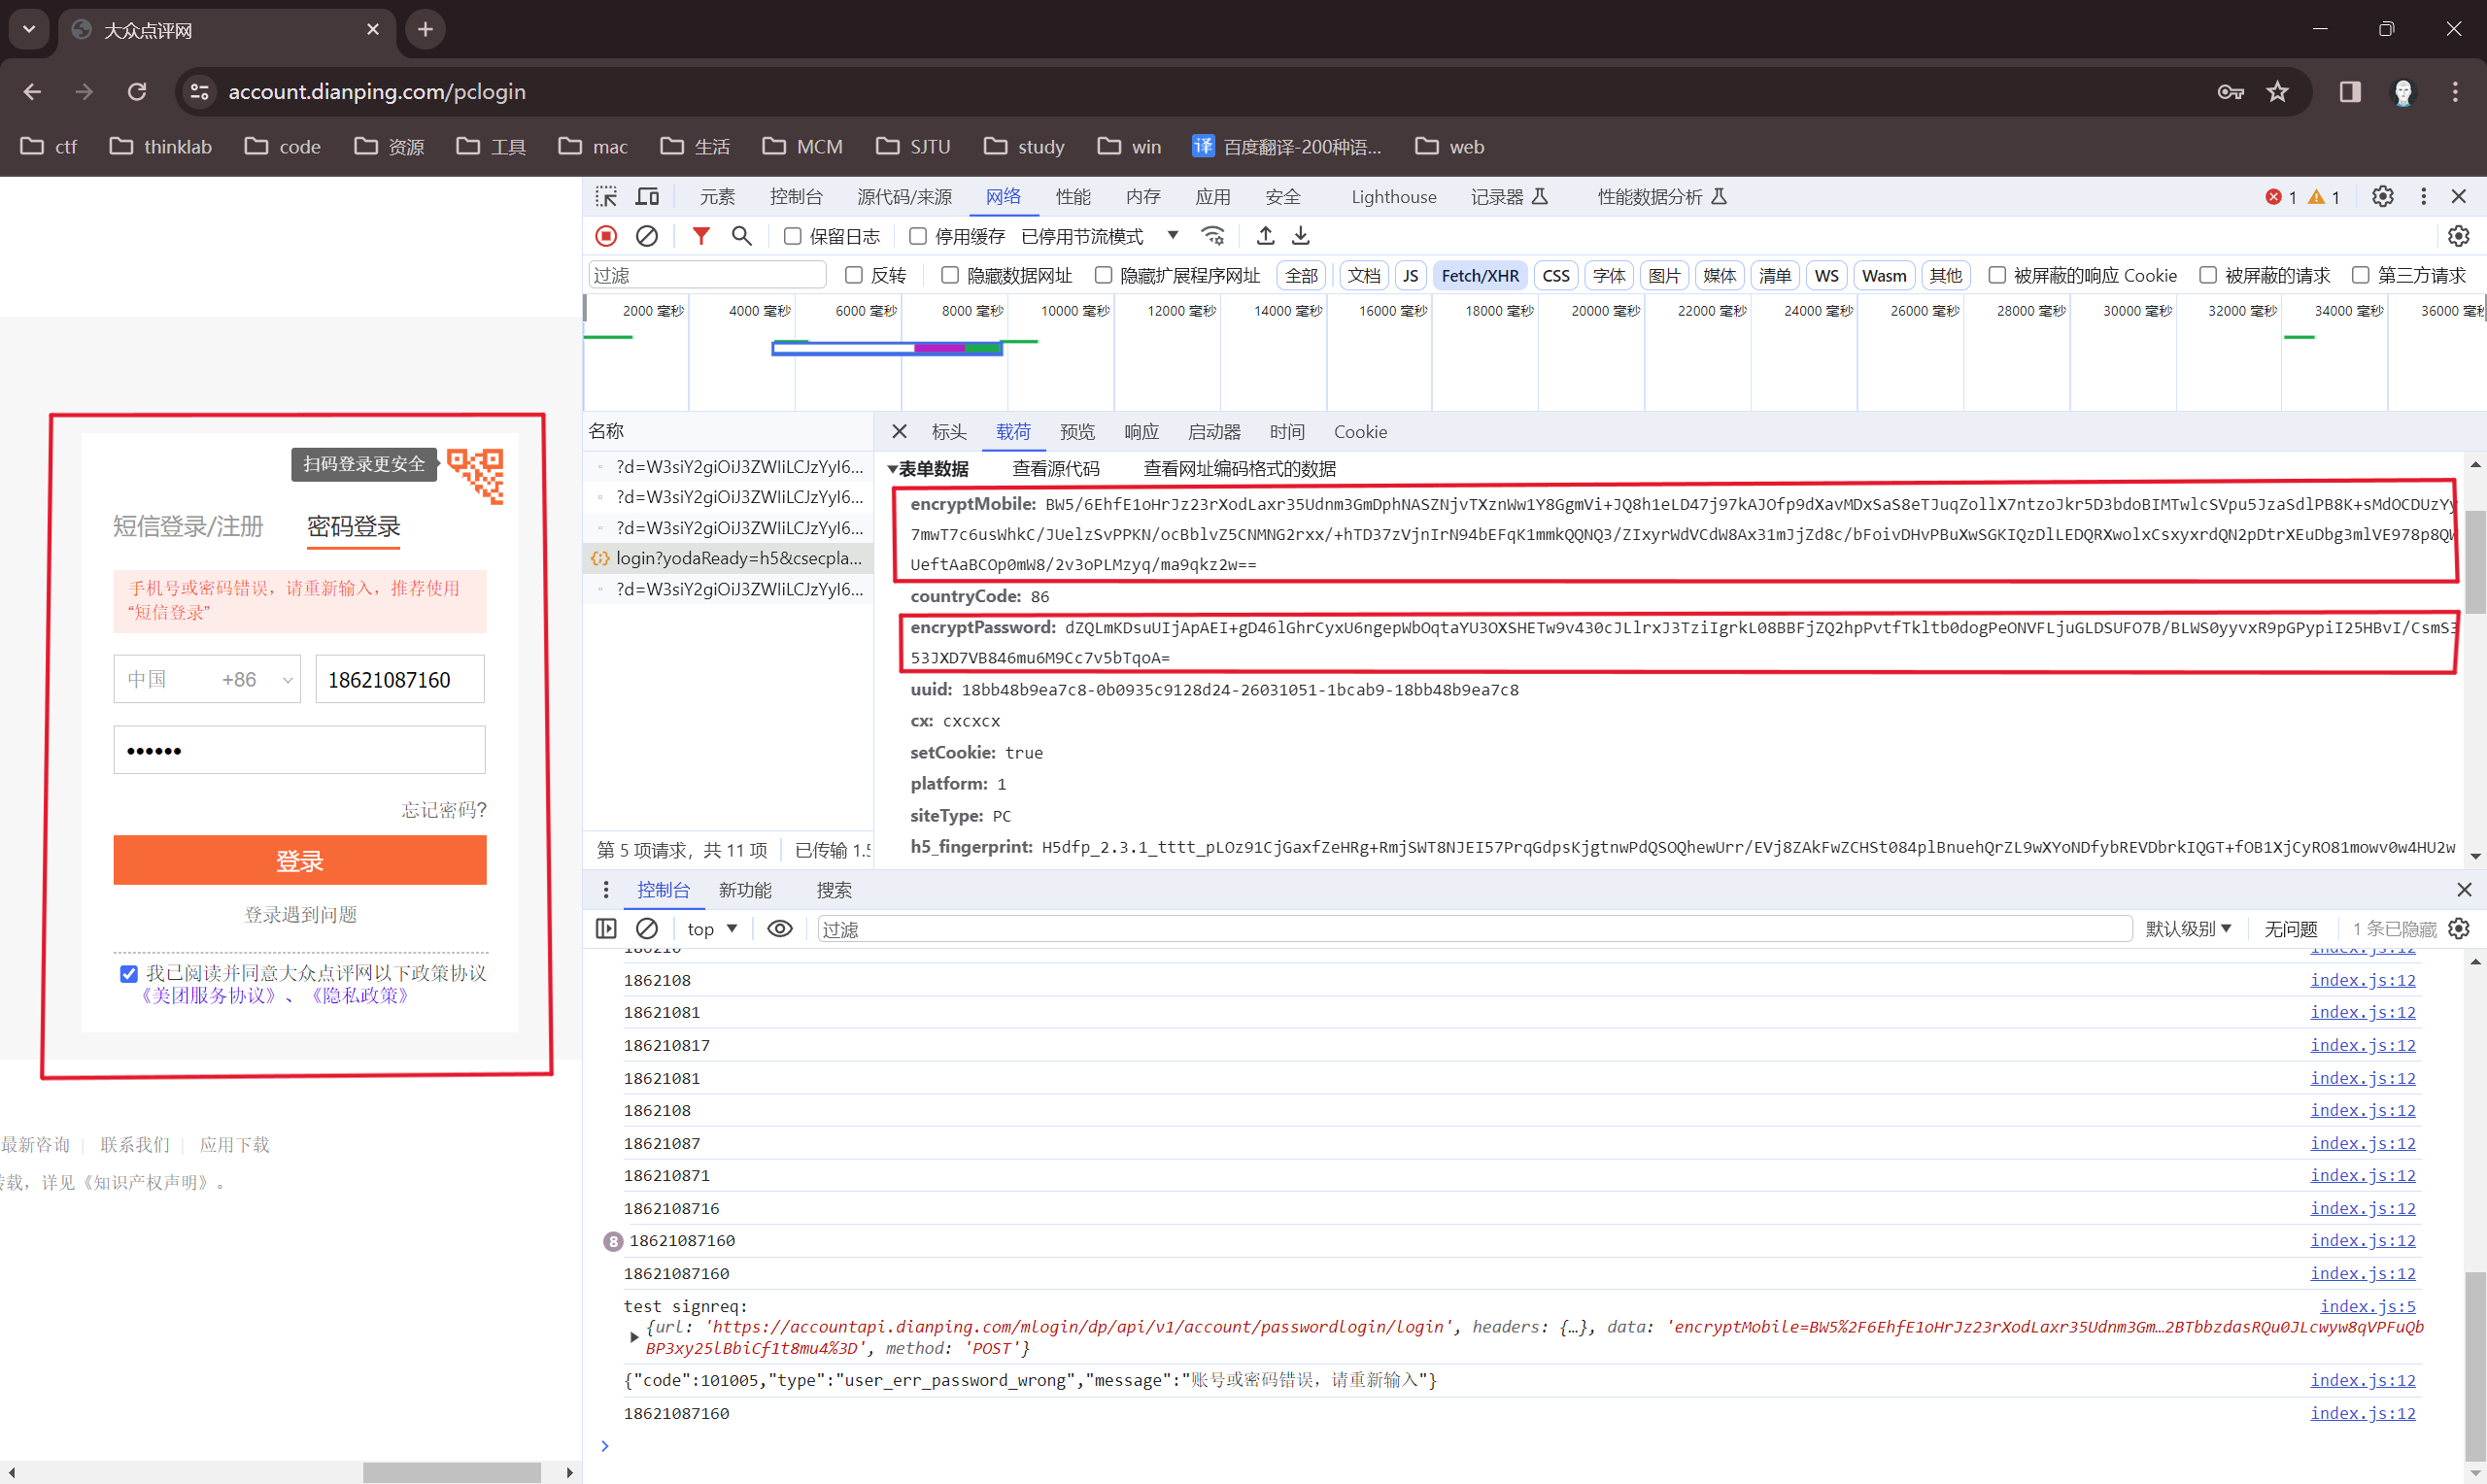 大众点评网
account.dianping.com/pclogin
ctf thinklab code 资源 工具 mac 生活 MCM SJTU study win 百度翻译-200种语... web
扫码登录更安全
短信登录/注册 密码登录
手机号或密码错误，请重新输入，推荐使用
“短信登录”
中国 +86 18621087160
••••••
忘记密码?
登录
登录遇到问题
我已阅读并同意大众点评网以下政策协议
《美团服务协议》、《隐私政策》
最新咨询 联系我们 应用下载
转载，详见《知识产权声明》。
元素 控制台 源代码/来源 网络 性能 内存 应用 安全 Lighthouse 记录器 性能数据分析 1 1
保留日志 停用缓存 已停用节流模式
过滤 反转 隐藏数据网址 隐藏扩展程序网址 全部 文档 JS Fetch/XHR CSS 字体 图片 媒体 清单 WS Wasm 其他 被屏蔽的响应 Cookie 被屏蔽的请求 第三方请求
2000 毫秒 4000 毫秒 6000 毫秒 8000 毫秒 10000 毫秒 12000 毫秒 14000 毫秒 16000 毫秒 18000 毫秒 20000 毫秒 22000 毫秒 24000 毫秒 26000 毫秒 28000 毫秒 30000 毫秒 32000 毫秒 34000 毫秒 36000 毫秒
名称
?d=W3siY2giOiJ3ZWIiLCJzYyI6...
?d=W3siY2giOiJ3ZWIiLCJzYyI6...
?d=W3siY2giOiJ3ZWIiLCJzYyI6...
login?yodaReady=h5&csecpla...
?d=W3siY2giOiJ3ZWIiLCJzYyI6...
第 5 项请求，共 11 项 已传输 1.5
标头 载荷 预览 响应 启动器 时间 Cookie
表单数据 查看源代码 查看网址编码格式的数据
encryptMobile: BW5/6EhfE1oHrJz23rXodLaxr35Udnm3GmDphNASZNjvTXznWw1Y8GgmVi+JQ8h1eLD47j97kAJOfp9dXavMDxSaS8eTJuqZollX7ntzoJkr5D3bdoBIMTwlcSVpu5JzaSdlPB8K+sMdOCDUzYy
7mwT7c6usWhkC/JUelzSvPPKN/ocBblvZ5CNMNG2rxx/+hTD37zVjnIrN94bEFqK1mmkQQNQ3/ZIxyrWdVCdW8Ax31mJjZd8c/bFoivDHvPBuXwSGKIQzDlLEDQRXwolxCsxyxrdQN2pDtrXEuDbg3mlVE978p8QW
UeftAaBCOp0mW8/2v3oPLMzyq/ma9qkz2w==
countryCode: 86
encryptPassword: dZQLmKDsuUIjApAEI+gD46lGhrCyxU6ngepWbOqtaYU3OXSHETw9v430cJLlrxJ3TziIgrkL08BBFjZQ2hpPvtfTkltb0dogPeONVFLjuGLDSUFO7B/BLWS0yyvxR9pGPypiI25HBvI/CsmS3
53JXD7VB846mu6M9Cc7v5bTqoA=
uuid: 18bb48b9ea7c8-0b0935c9128d24-26031051-1bcab9-18bb48b9ea7c8
cx: cxcxcx
setCookie: true
platform: 1
siteType: PC
h5_fingerprint: H5dfp_2.3.1_tttt_pLOz91CjGaxfZeHRg+RmjSWT8NJEI57PrqGdpsKjgtnwPdQSOQhewUrr/EVj8ZAkFwZCHSt084plBnuehQrZL9wXYoNDfybREVDbrkIQGT+fOB1XjCyRO81mowv0w4HU2w
控制台 新功能 搜索
top 过滤 默认级别 无问题 1 条已隐藏
186210 index.js:12
1862108 index.js:12
18621081 index.js:12
186210817 index.js:12
18621081 index.js:12
1862108 index.js:12
18621087 index.js:12
186210871 index.js:12
1862108716 index.js:12
8 18621087160 index.js:12
18621087160 index.js:12
test signreq: index.js:5
{url: 'https://accountapi.dianping.com/mlogin/dp/api/v1/account/passwordlogin/login', headers: {…}, data: 'encryptMobile=BW5%2F6EhfE1oHrJz23rXodLaxr35Udnm3Gm…2BTbbzdasRQu0JLcwyw8qVPFuQb
BP3xy25lBbiCf1t8mu4%3D', method: 'POST'}
{"code":101005,"type":"user_err_password_wrong","message":"账号或密码错误，请重新输入"} index.js:12
18621087160 index.js:12